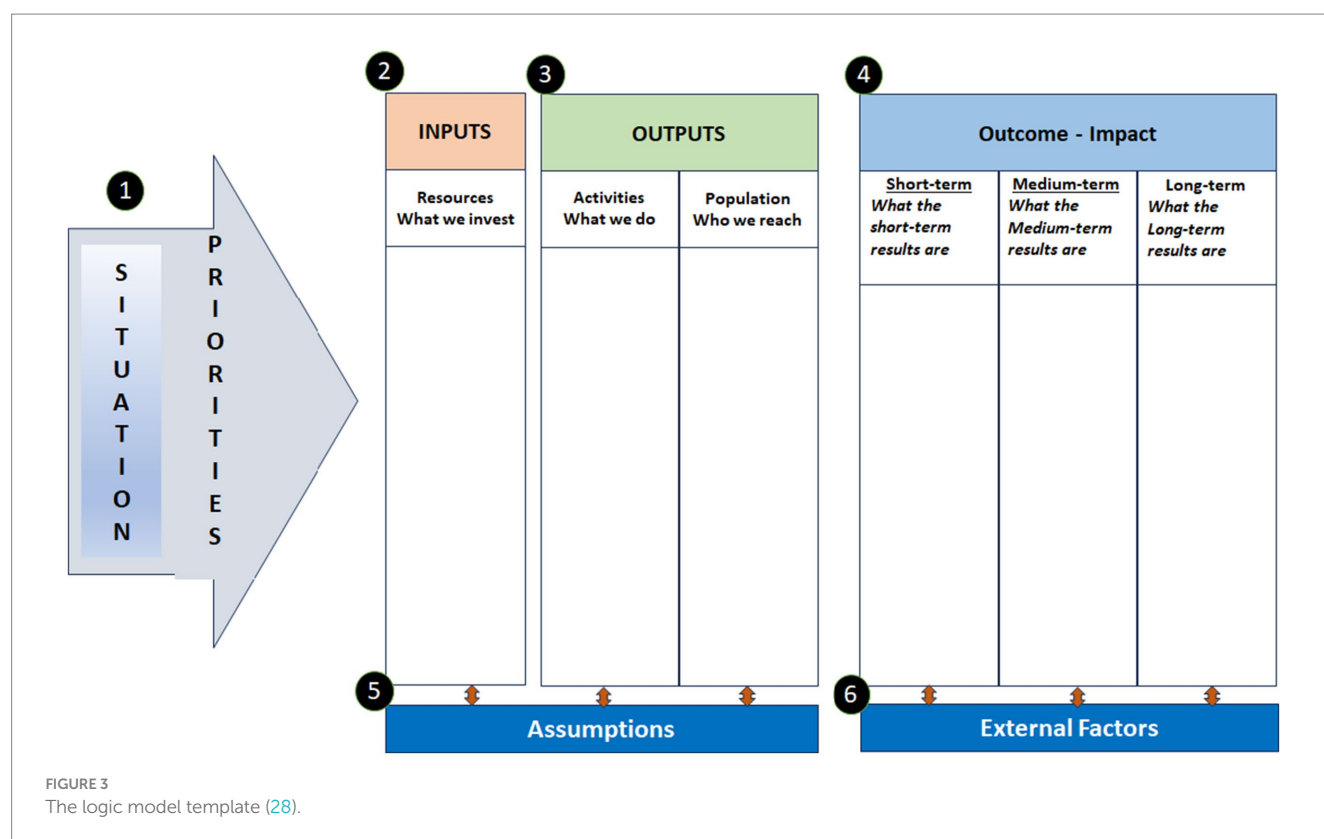 1
SITUATION
PRIORITIES
2
INPUTS
Resources
What we invest
3
OUTPUTS
Activities
What we do
Population
Who we reach
4
Outcome - Impact
Short-term
What the
short-term
results are
Medium-term
What the
Medium-term
results are
Long-term
What the
Long-term
results are
5
Assumptions
6
External Factors
FIGURE 3
The logic model template (28).